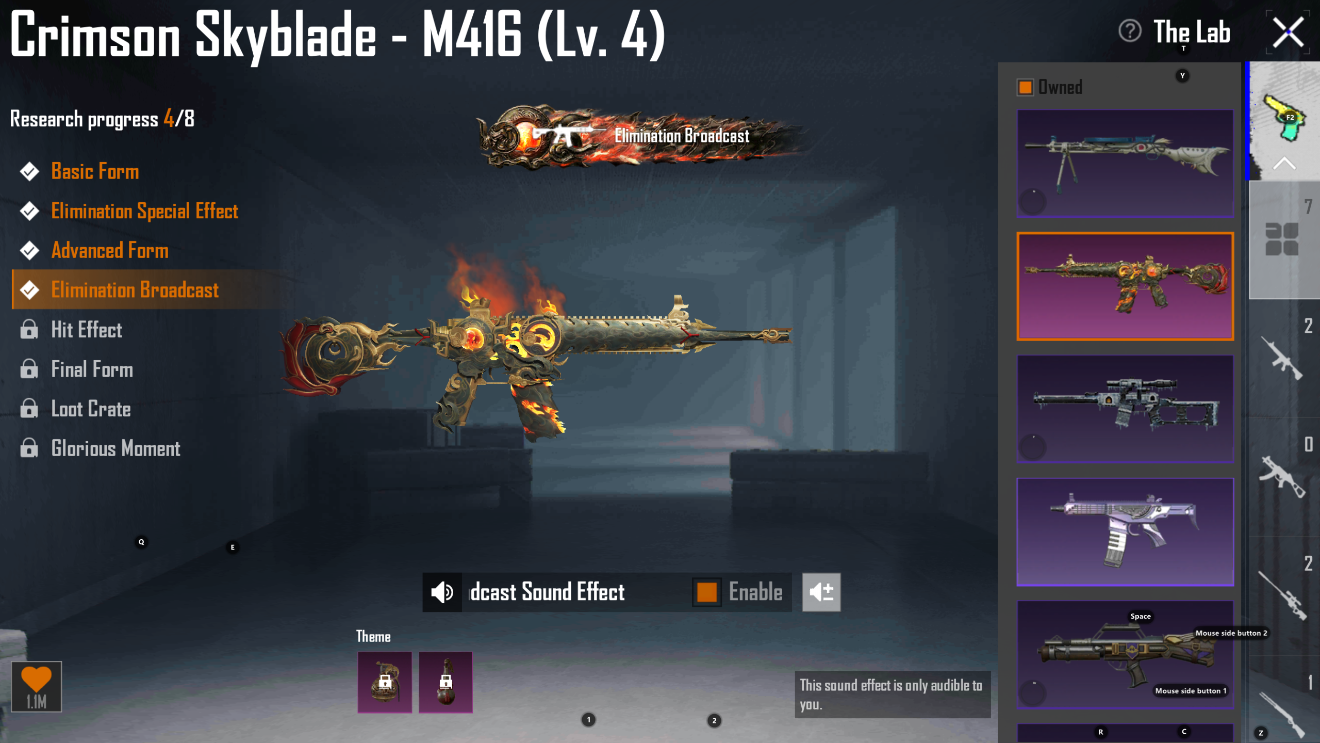 Crimson Skyblade - M416 (Lv. 4)
The Lab
T
Y
Research progress 4/8
Basic Form
Elimination Special Effect
Advanced Form
Elimination Broadcast
Hit Effect
Final Form
Loot Crate
Glorious Moment
Elimination Broadcast
Owned
F2
7
2
0
2
1
Q
E
dcast Sound Effect
Enable
Theme
1.1M
This sound effect is only audible to
you.
Space
Mouse side button 2
Mouse side button 1
1
2
R
C
Z